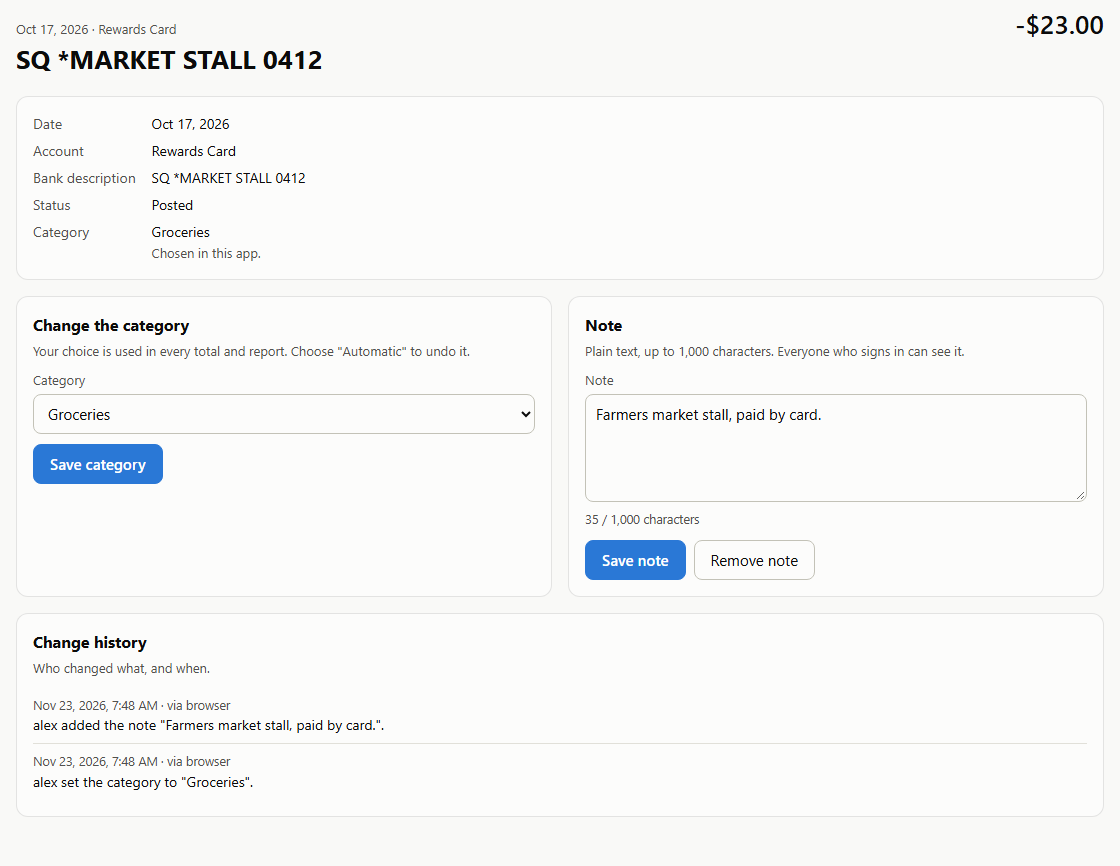 Oct 17, 2026 · Rewards Card
-$23.00
SQ *MARKET STALL 0412
Date Oct 17, 2026
Account Rewards Card
Bank description SQ *MARKET STALL 0412
Status Posted
Category Groceries
Chosen in this app.
Change the category
Your choice is used in every total and report. Choose "Automatic" to undo it.
Category
Groceries
Save category
Note
Plain text, up to 1,000 characters. Everyone who signs in can see it.
Note
Farmers market stall, paid by card.
35 / 1,000 characters
Save note Remove note
Change history
Who changed what, and when.
Nov 23, 2026, 7:48 AM · via browser
alex added the note "Farmers market stall, paid by card.".
Nov 23, 2026, 7:48 AM · via browser
alex set the category to "Groceries".